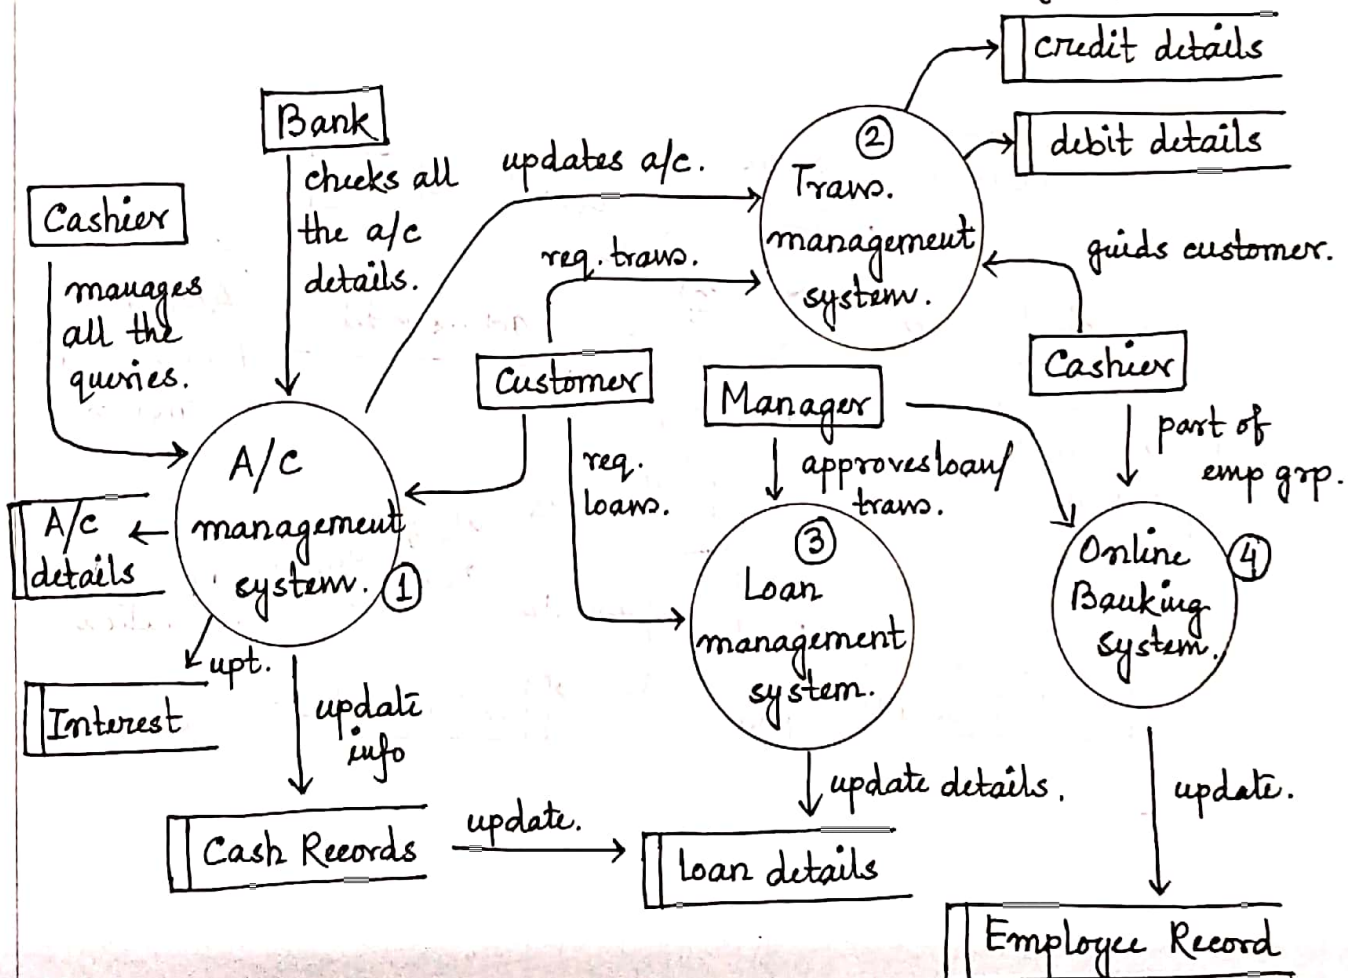 credit details
Bank
debit details
2
checks all
the a/c
details.
updates a/c.
Trans.
management
system.
Cashier
manages
all the
queries.
req. trans.
guids customer.
Customer
Manager
Cashier
A/C
management
system.
1
req.
loans.
approves loan/
trans.
part of
emp grp.
A/c
details
3
Loan
management
system.
Online
Banking
system.
4
upt.
Interest
update
info
update details.
update.
Cash Records
update.
loan details
Employee Record